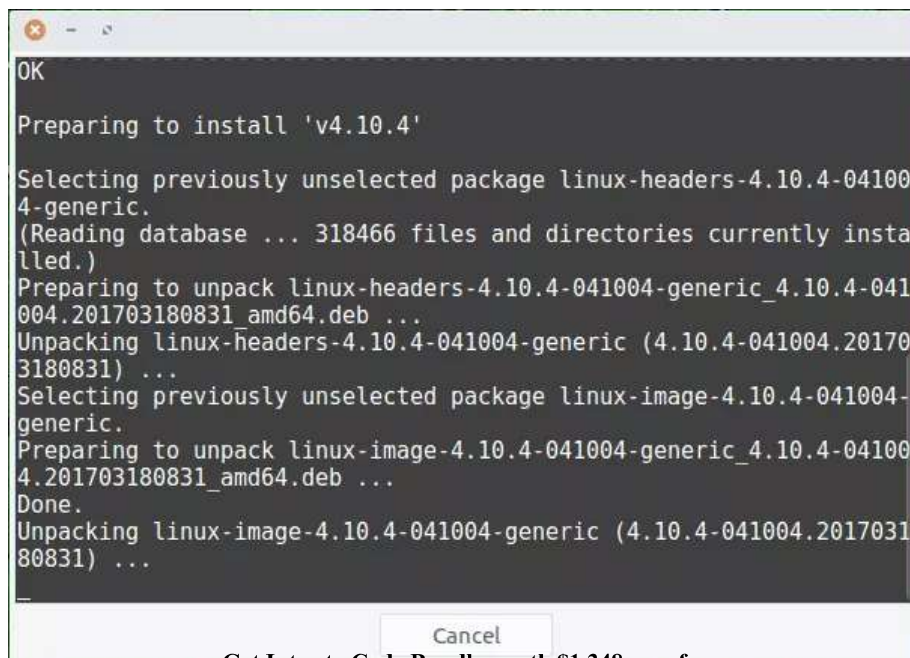 OK
Preparing to install 'v4.10.4'
Selecting previously unselected package linux-headers-4.10.4-04100
4-generic.
(Reading database ... 318466 files and directories currently insta
lled.)
Preparing to unpack linux-headers-4.10.4-041004-generic_4.10.4-041
004.201703180831_amd64.deb ...
Unpacking linux-headers-4.10.4-041004-generic (4.10.4-041004.20170
3180831) ...
Selecting previously unselected package linux-image-4.10.4-041004-
generic.
Preparing to unpack linux-image-4.10.4-041004-generic_4.10.4-04100
4.201703180831_amd64.deb ...
Done.
Unpacking linux-image-4.10.4-041004-generic (4.10.4-041004.2017031
80831) ...
_
Cancel